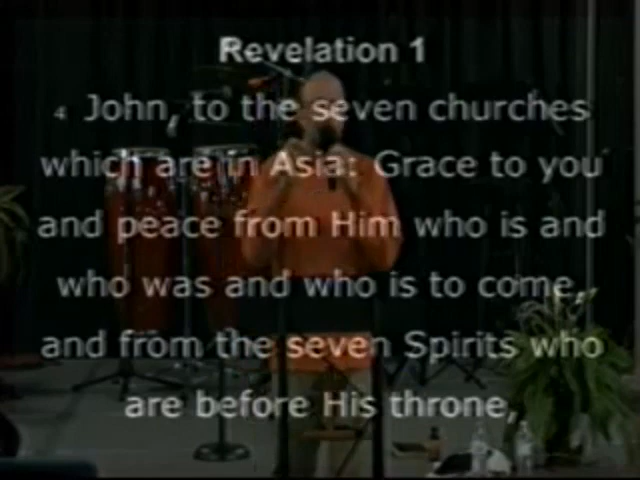 Revelation 1
4 John, to the seven churches
which are in Asia: Grace to you
and peace from Him who is and
who was and who is to come,
and from the seven Spirits who
are before His throne,